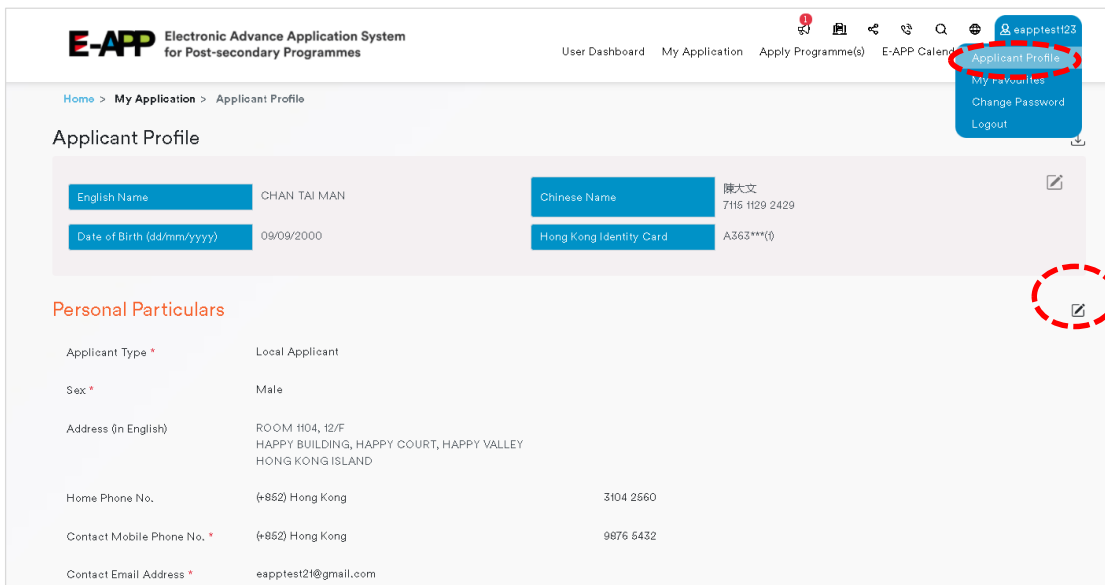 E-APP Electronic Advance Application System
for Post-secondary Programmes
1
eapptest123
User Dashboard My Application Apply Programme(s) E-APP Calend
Applicant Profile
My Favourites
Change Password
Logout
Home > My Application > Applicant Profile
Applicant Profile
English Name CHAN TAI MAN Chinese Name 陳大文
7115 1129 2429
Date of Birth (dd/mm/yyyy) 09/09/2000 Hong Kong Identity Card A363***(1)
Personal Particulars
Applicant Type * Local Applicant
Sex * Male
Address (in English) ROOM 1104, 12/F
HAPPY BUILDING, HAPPY COURT, HAPPY VALLEY
HONG KONG ISLAND
Home Phone No. (+852) Hong Kong 3104 2560
Contact Mobile Phone No. * (+852) Hong Kong 9876 5432
Contact Email Address * eapptest21@gmail.com